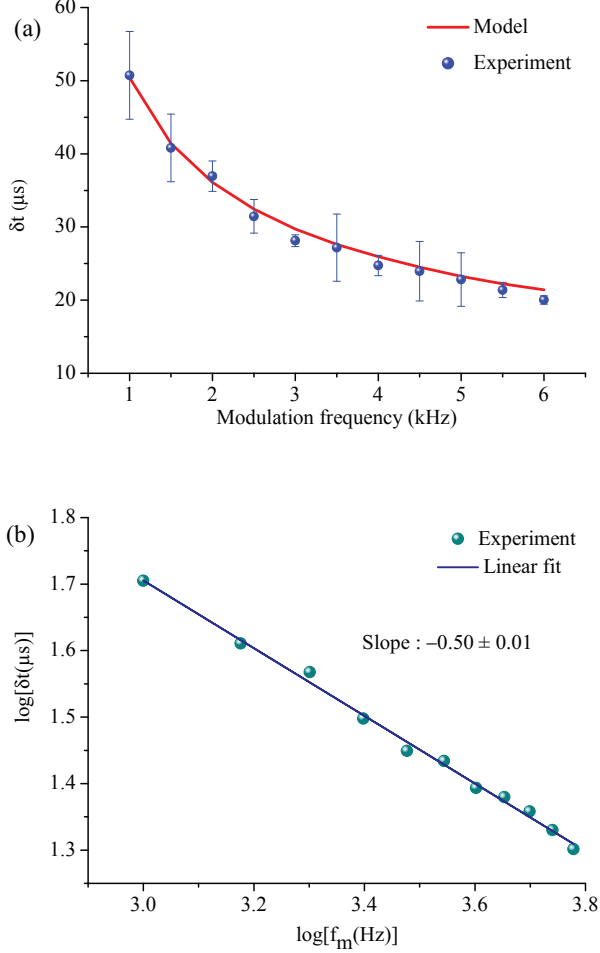 (a)
60
50
40
30
20
10
δt (μs)
Model
Experiment
1 2 3 4 5 6
Modulation frequency (kHz)
(b)
1.8
1.7
1.6
1.5
1.4
1.3
log[δt(μs)]
Experiment
Linear fit
Slope : −0.50 ± 0.01
3.0 3.2 3.4 3.6 3.8
log[fm(Hz)]